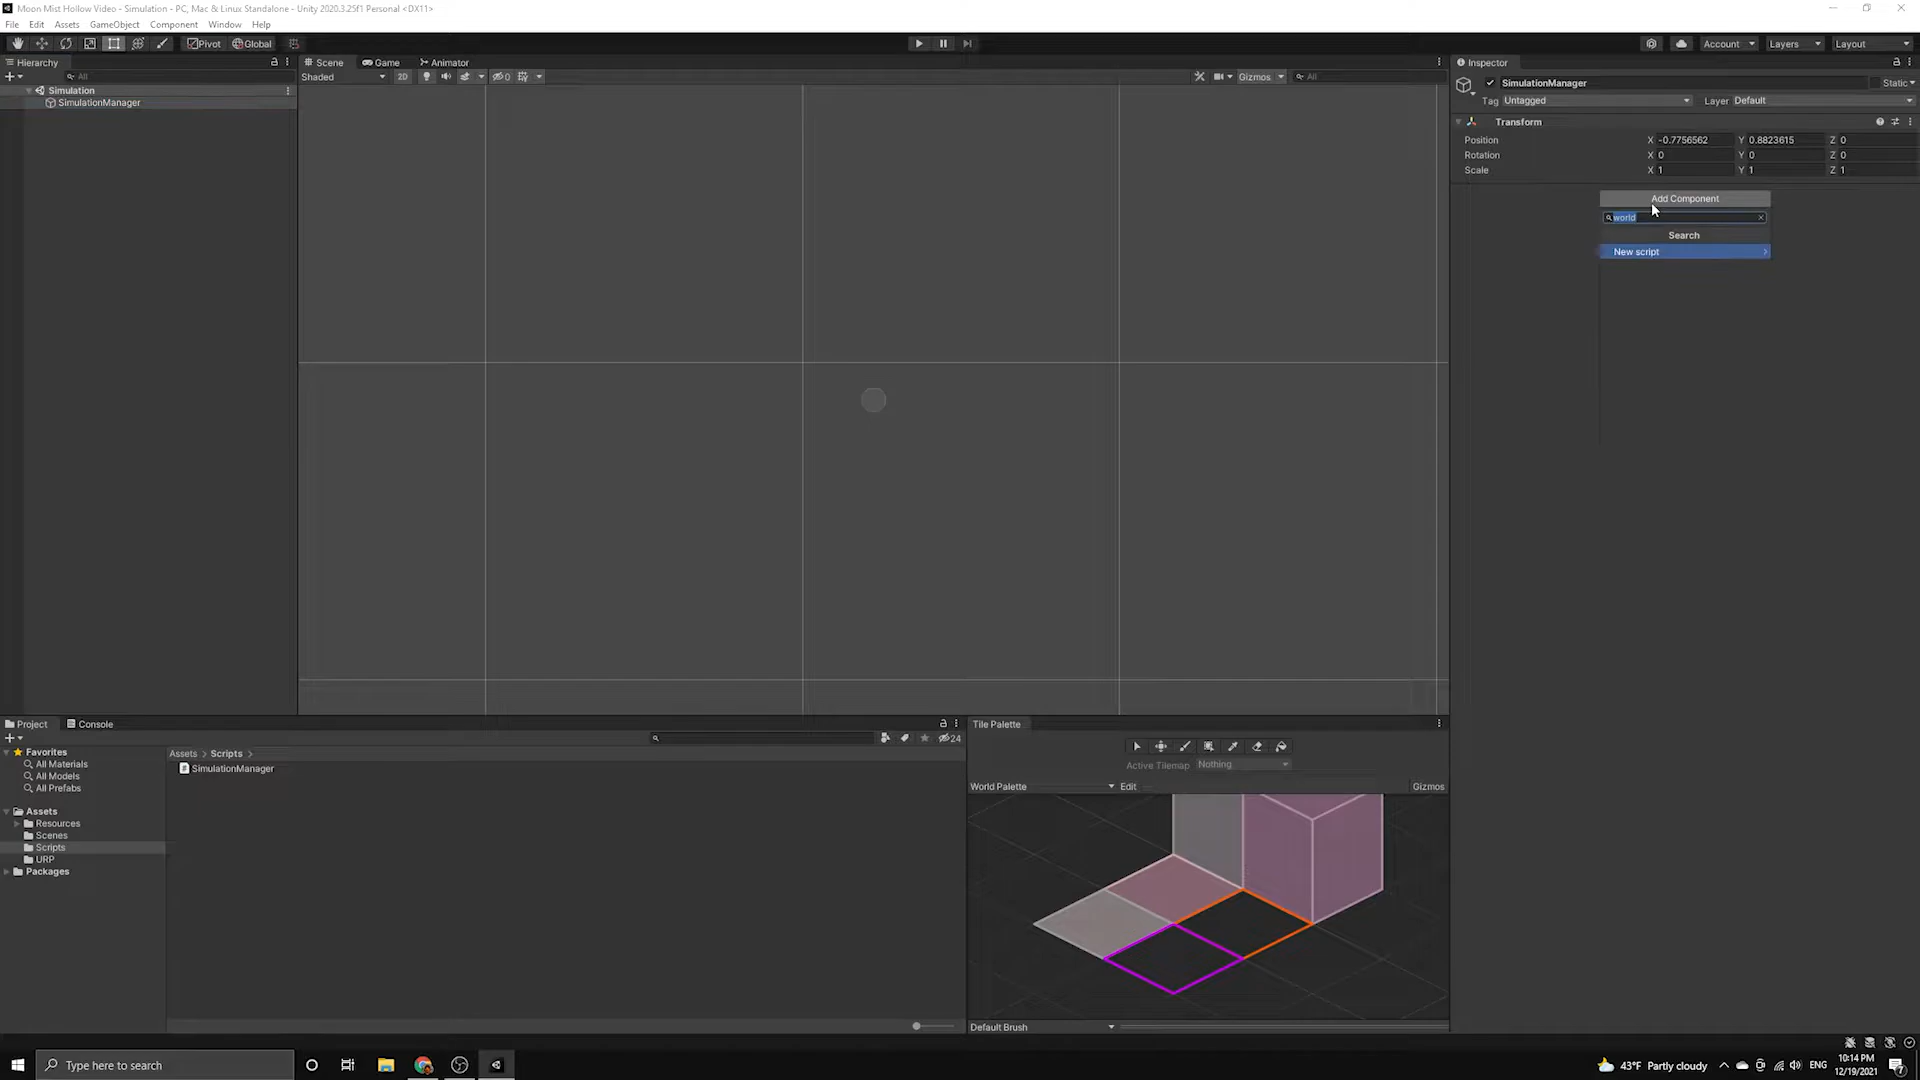 Moon Mist Hollow Video - Simulation - PC, Mac & Linux Standalone - Unity 2020.3.25f1 Personal <DX11>
File Edit Assets GameObject Component Window Help
Pivot Global Account Layers Layout
Hierarchy
All
Simulation
SimulationManager
Scene Game Animator
Shaded 2D 0 Gizmos All
Inspector
SimulationManager Static
Tag Untagged Layer Default
Transform
Position X -0.7756562 Y 0.8823615 Z 0
Rotation X 0 Y 0 Z 0
Scale X 1 Y 1 Z 1
Add Component
world
Search
New script
Project Console
24
Favorites
All Materials
All Models
All Prefabs
Assets
Resources
Scenes
Scripts
URP
Packages
Assets > Scripts >
SimulationManager
Tile Palette
Active Tilemap Nothing
World Palette Edit Gizmos
Default Brush
Type here to search
43°F Partly cloudy ENG 10:14 PM
12/19/2021
7